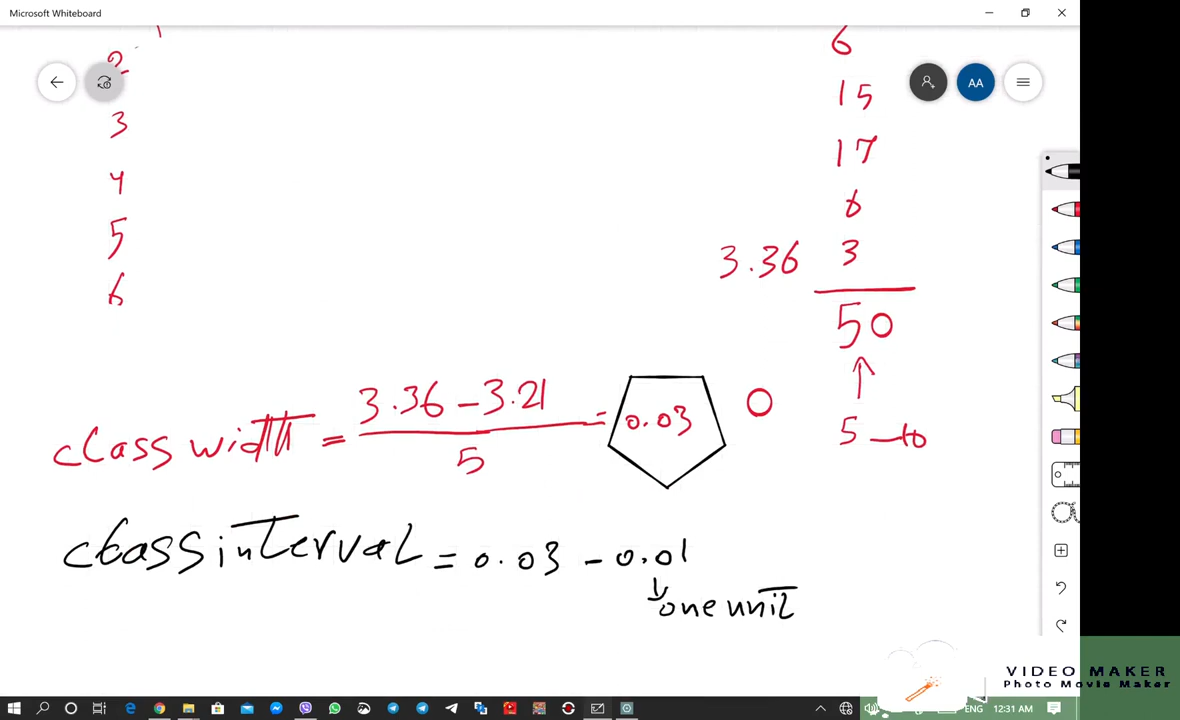 Microsoft Whiteboard
6
2
AA
15
3
17
4
6
5
3.36 3
6
50
class width = 3.36 - 3.21 / 5 = 0.03 0
5 - to
class interval = 0.03 - 0.01
one unit
VIDEO MAKER
Photo Movie Maker
ENG 12:31 AM